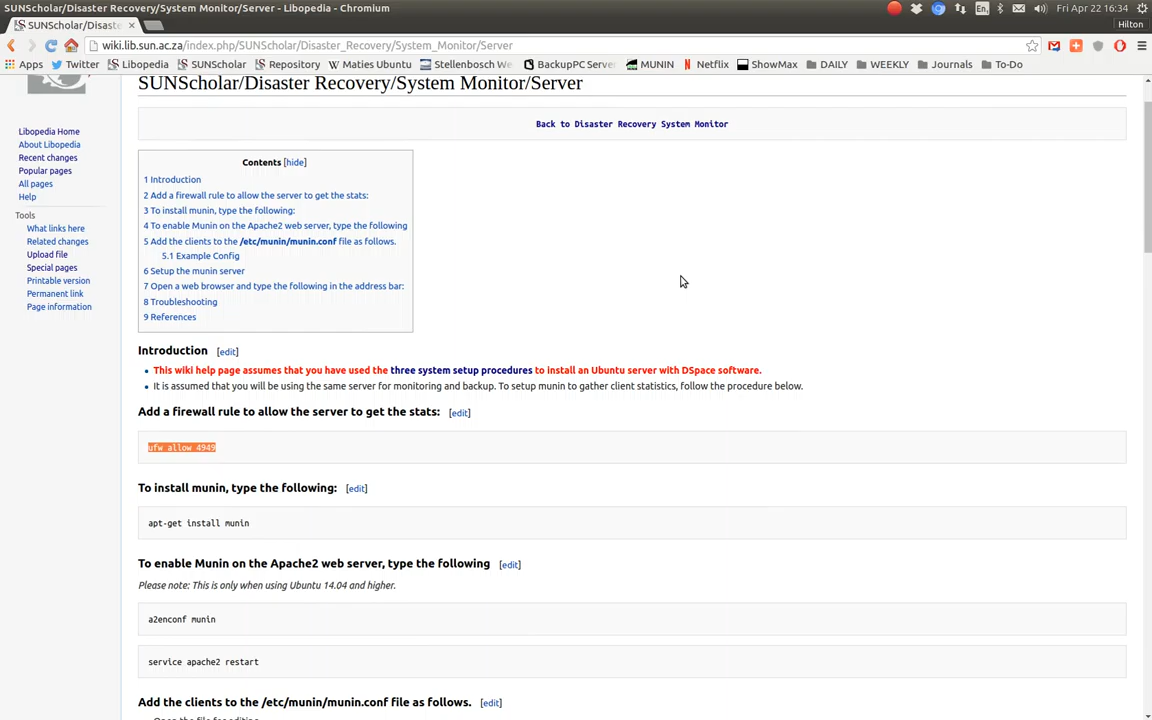 SUNScholar/Disaster Recovery/System Monitor/Server - Libopedia - Chromium
En
Fri Apr 22 16:34
SUNScholar/Disast
Hilton
wiki.lib.sun.ac.za/index.php/SUNScholar/Disaster_Recovery/System_Monitor/Server
Apps
Twitter
Libopedia
SUNScholar
Repository
Maties Ubuntu
Stellenbosch We
BackupPC Serve
MUNIN
Netflix
ShowMax
DAILY
WEEKLY
Journals
To-Do
SUNScholar/Disaster Recovery/System Monitor/Server
Back to Disaster Recovery System Monitor
Libopedia Home
About Libopedia
Recent changes
Popular pages
All pages
Help
Tools
What links here
Related changes
Upload file
Special pages
Printable version
Permanent link
Page information
Contents [hide]
1 Introduction
2 Add a firewall rule to allow the server to get the stats:
3 To install munin, type the following:
4 To enable Munin on the Apache2 web server, type the following
5 Add the clients to the /etc/munin/munin.conf file as follows.
5.1 Example Config
6 Setup the munin server
7 Open a web browser and type the following in the address bar:
8 Troubleshooting
9 References
Introduction [edit]
This wiki help page assumes that you have used the three system setup procedures to install an Ubuntu server with DSpace software.
It is assumed that you will be using the same server for monitoring and backup. To setup munin to gather client statistics, follow the procedure below.
Add a firewall rule to allow the server to get the stats: [edit]
ufw allow 4949
To install munin, type the following: [edit]
apt-get install munin
To enable Munin on the Apache2 web server, type the following [edit]
Please note: This is only when using Ubuntu 14.04 and higher.
a2enconf munin
service apache2 restart
Add the clients to the /etc/munin/munin.conf file as follows. [edit]
Open the file for editing